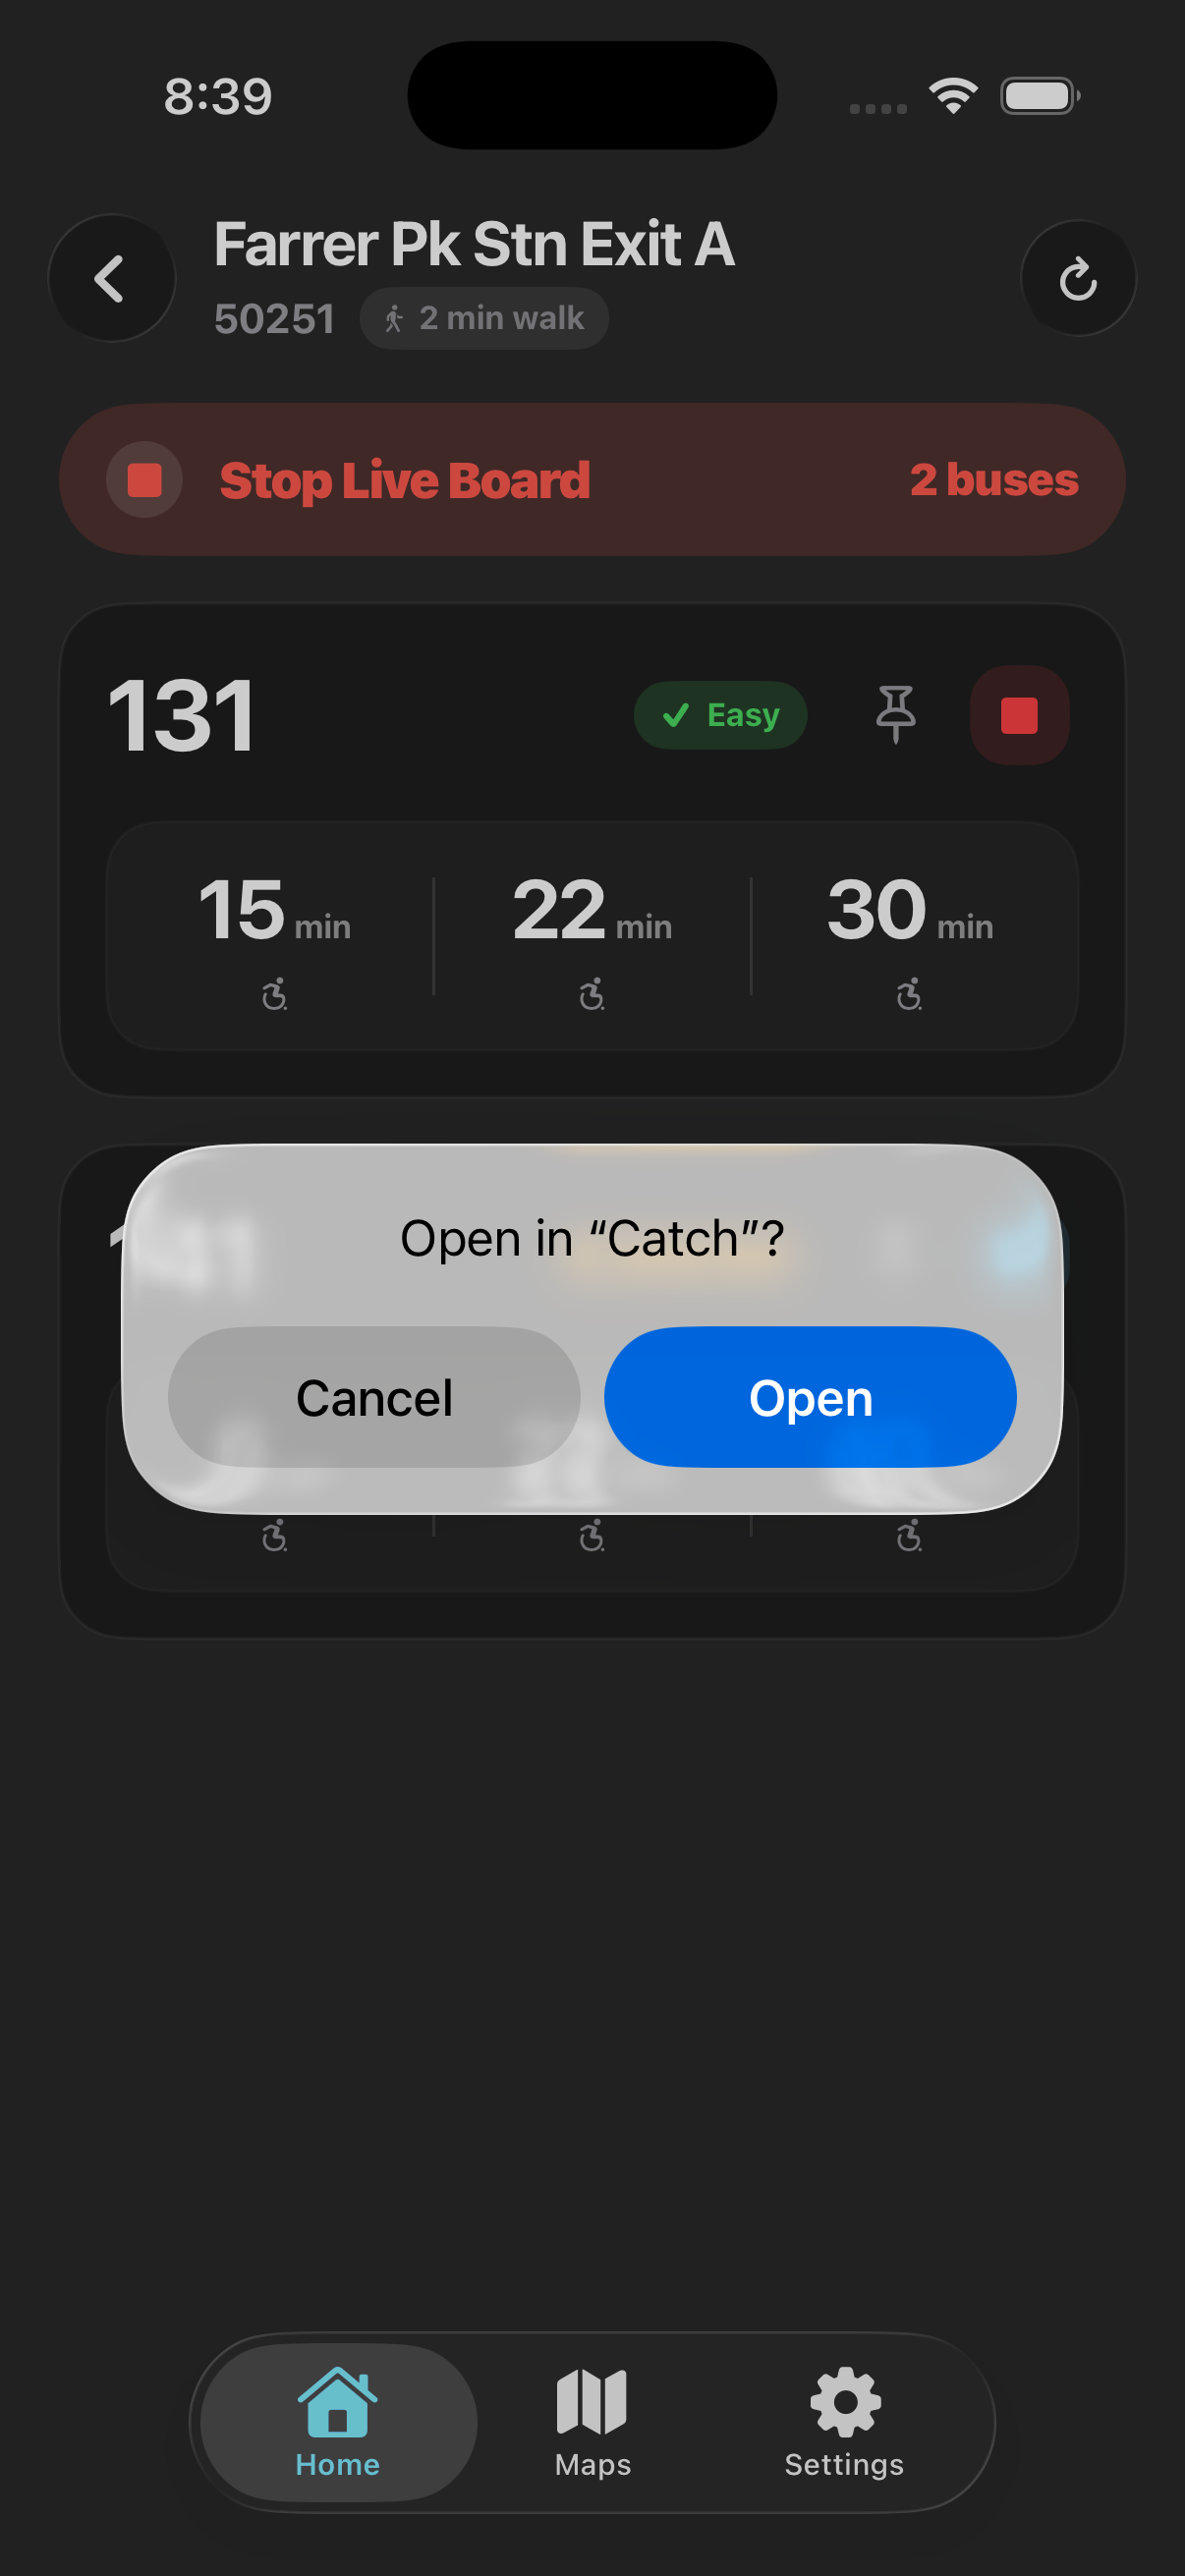 8:39
Farrer Pk Stn Exit A
50251 2 min walk
Stop Live Board 2 buses
131 Easy
15 min 22 min 30 min
Open in “Catch”?
Cancel Open
Home Maps Settings